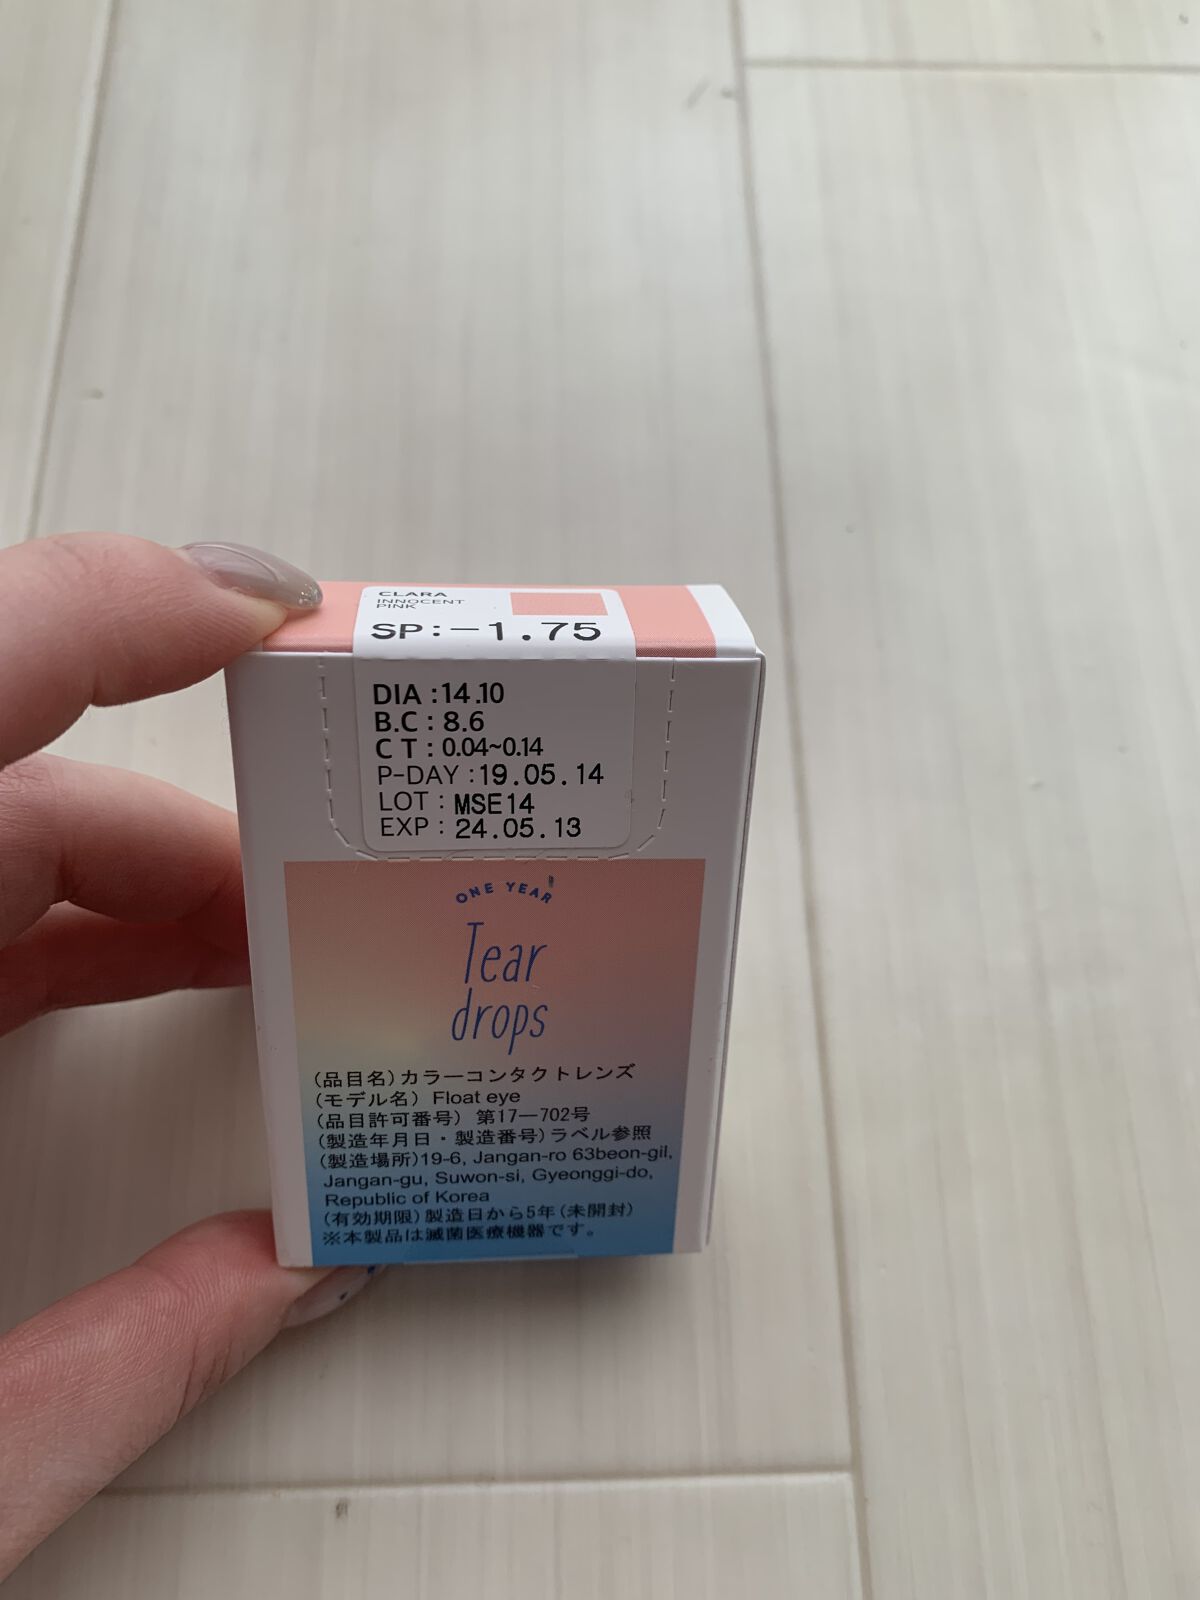 CLARA
INNOCENT
PINK
SP:-1.75
DIA :14.10
B.C : 8.6
C T : 0.04~0.14
P-DAY :19.05.14
LOT : MSE14
EXP : 24.05.13
ONE YEAR
Tear
drops
(品目名)カラーコンタクトレンズ
(モデル名) Float eye
(品目許可番号) 第17―702号
(製造年月日・製造番号)ラベル参照
(製造場所)19-6, Jangan-ro 63beon-gil,
Jangan-gu, Suwon-si, Gyeonggi-do,
Republic of Korea
(有効期限)製造日から5年(未開封)
※本製品は滅菌医療機器です。